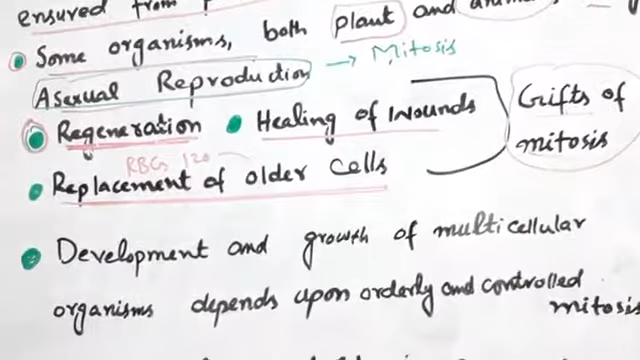 ensured from
Some organisms, both plant and
Asexual Reproduction → Mitosis
Regeneration Healing of Wounds Gifts of
mitosis
RBCs 120
Replacement of older cells
Development and growth of multicellular
organisms depends upon orderly and controlled
mitosis